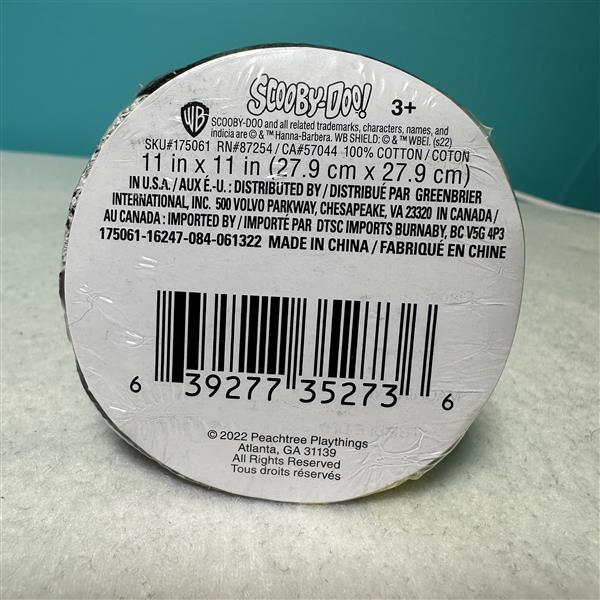 SCOOBY-DOO!
3+
WB
SCOOBY-DOO and all related trademarks, characters, names, and
indicia are © & ™ Hanna-Barbera. WB SHIELD: © & ™ WBEI. (s22)
SKU#175061 RN#87254 / CA#57044 100% COTTON / COTON
11 in x 11 in (27.9 cm x 27.9 cm)
IN U.S.A. / AUX É.-U. : DISTRIBUTED BY / DISTRIBUÉ PAR GREENBRIER
INTERNATIONAL, INC. 500 VOLVO PARKWAY, CHESAPEAKE, VA 23320 IN CANADA /
AU CANADA : IMPORTED BY / IMPORTÉ PAR DTSC IMPORTS BURNABY, BC V5G 4P3
175061-16247-084-061322 MADE IN CHINA / FABRIQUÉ EN CHINE
6 39277 35273 6
© 2022 Peachtree Playthings
Atlanta, GA 31139
All Rights Reserved
Tous droits réservés